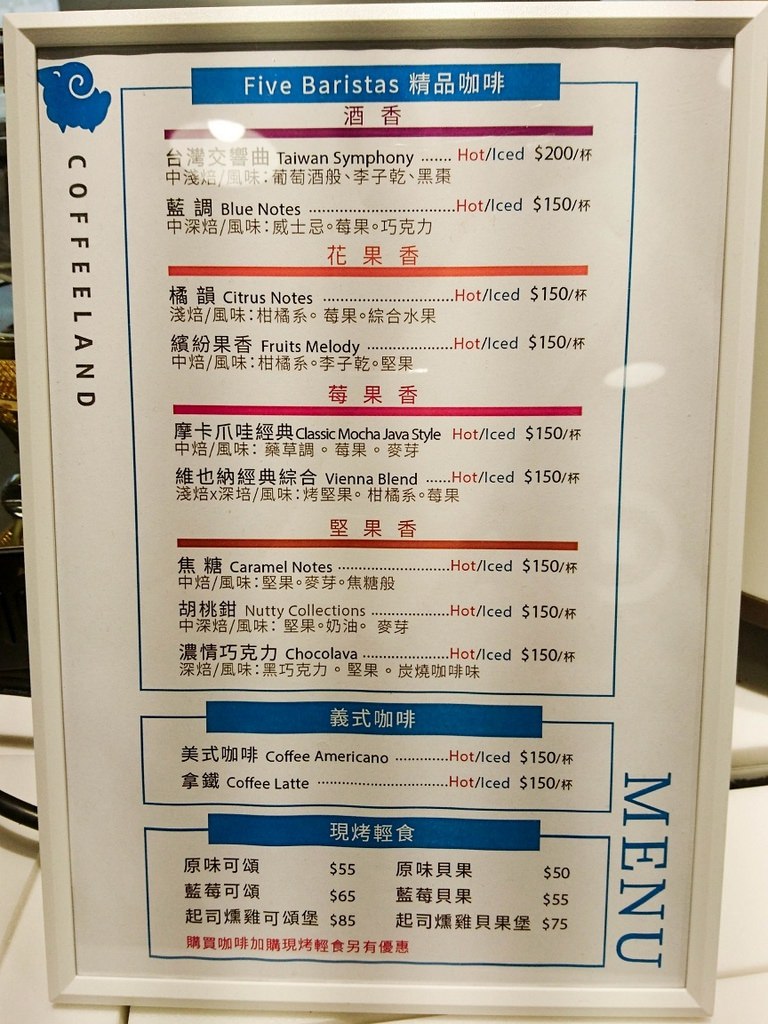 COFFEELAND
Five Baristas 精品咖啡
酒香
台灣交響曲 Taiwan Symphony ....... Hot/Iced $200/杯
中淺焙/風味:葡萄酒般、李子乾、黑棗
藍調 Blue Notes ................................ Hot/Iced $150/杯
中深焙/風味:威士忌。莓果。巧克力
花果香
橘韻 Citrus Notes ............................. Hot/Iced $150/杯
淺焙/風味:柑橘系。莓果。綜合水果
繽紛果香 Fruits Melody ................... Hot/Iced $150/杯
中焙/風味:柑橘系。李子乾。堅果
莓果香
摩卡爪哇經典 Classic Mocha Java Style Hot/Iced $150/杯
中焙/風味: 藥草調。莓果。麥芽
維也納經典綜合 Vienna Blend ...... Hot/Iced $150/杯
淺焙x深培/風味:烤堅果。柑橘系。莓果
堅果香
焦糖 Caramel Notes ......................... Hot/Iced $150/杯
中焙/風味:堅果。麥芽。焦糖般
胡桃鉗 Nutty Collections ................. Hot/Iced $150/杯
中深焙/風味: 堅果。奶油。 麥芽
濃情巧克力 Chocolava ................... Hot/Iced $150/杯
深焙/風味:黑巧克力。堅果。炭燒咖啡味
義式咖啡
美式咖啡 Coffee Americano ............. Hot/Iced $150/杯
拿鐵 Coffee Latte ............................. Hot/Iced $150/杯
現烤輕食
原味可頌 $55 原味貝果 $50
藍莓可頌 $65 藍莓貝果 $55
起司燻雞可頌堡 $85 起司燻雞貝果堡 $75
購買咖啡加購現烤輕食另有優惠
MENU